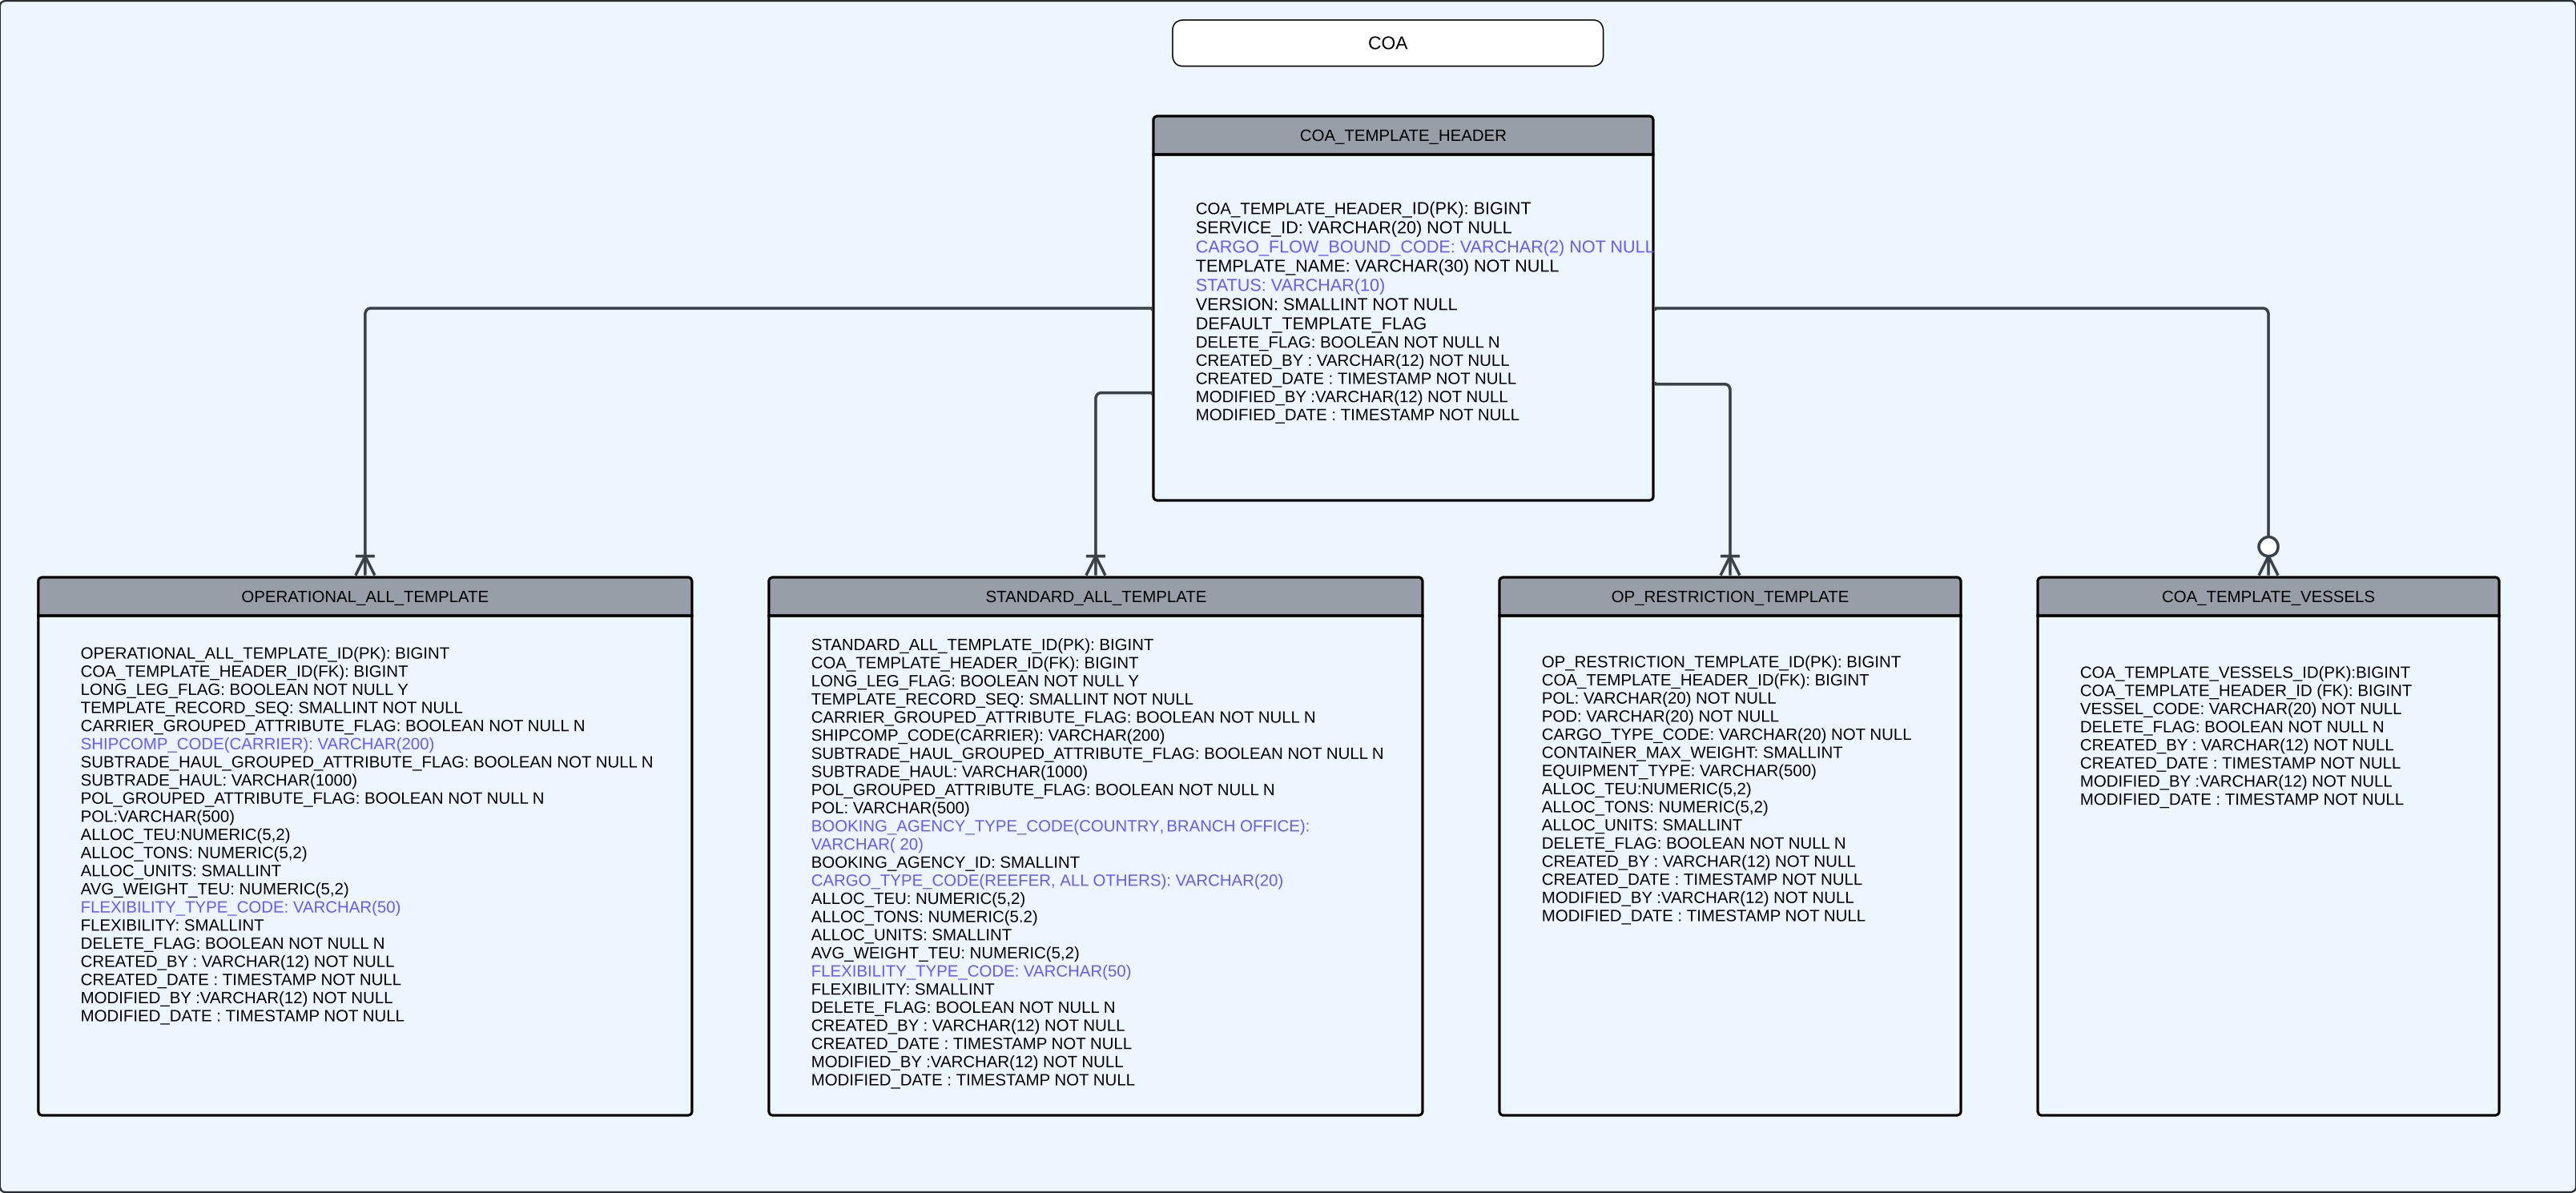 COA
COA_TEMPLATE_HEADER
COA_TEMPLATE_HEADER_ID(PK): BIGINT
SERVICE_ID: VARCHAR(20) NOT NULL
CARGO_FLOW_BOUND_CODE: VARCHAR(2) NOT NULL
TEMPLATE_NAME: VARCHAR(30) NOT NULL
STATUS: VARCHAR(10)
VERSION: SMALLINT NOT NULL
DEFAULT_TEMPLATE_FLAG
DELETE_FLAG: BOOLEAN NOT NULL N
CREATED_BY : VARCHAR(12) NOT NULL
CREATED_DATE : TIMESTAMP NOT NULL
MODIFIED_BY :VARCHAR(12) NOT NULL
MODIFIED_DATE : TIMESTAMP NOT NULL
OPERATIONAL_ALL_TEMPLATE
OPERATIONAL_ALL_TEMPLATE_ID(PK): BIGINT
COA_TEMPLATE_HEADER_ID(FK): BIGINT
LONG_LEG_FLAG: BOOLEAN NOT NULL Y
TEMPLATE_RECORD_SEQ: SMALLINT NOT NULL
CARRIER_GROUPED_ATTRIBUTE_FLAG: BOOLEAN NOT NULL N
SHIPCOMP_CODE(CARRIER): VARCHAR(200)
SUBTRADE_HAUL_GROUPED_ATTRIBUTE_FLAG: BOOLEAN NOT NULL N
SUBTRADE_HAUL: VARCHAR(1000)
POL_GROUPED_ATTRIBUTE_FLAG: BOOLEAN NOT NULL N
POL:VARCHAR(500)
ALLOC_TEU:NUMERIC(5,2)
ALLOC_TONS: NUMERIC(5,2)
ALLOC_UNITS: SMALLINT
AVG_WEIGHT_TEU: NUMERIC(5,2)
FLEXIBILITY_TYPE_CODE: VARCHAR(50)
FLEXIBILITY: SMALLINT
DELETE_FLAG: BOOLEAN NOT NULL N
CREATED_BY : VARCHAR(12) NOT NULL
CREATED_DATE : TIMESTAMP NOT NULL
MODIFIED_BY :VARCHAR(12) NOT NULL
MODIFIED_DATE : TIMESTAMP NOT NULL
STANDARD_ALL_TEMPLATE
STANDARD_ALL_TEMPLATE_ID(PK): BIGINT
COA_TEMPLATE_HEADER_ID(FK): BIGINT
LONG_LEG_FLAG: BOOLEAN NOT NULL Y
TEMPLATE_RECORD_SEQ: SMALLINT NOT NULL
CARRIER_GROUPED_ATTRIBUTE_FLAG: BOOLEAN NOT NULL N
SHIPCOMP_CODE(CARRIER): VARCHAR(200)
SUBTRADE_HAUL_GROUPED_ATTRIBUTE_FLAG: BOOLEAN NOT NULL N
SUBTRADE_HAUL: VARCHAR(1000)
POL_GROUPED_ATTRIBUTE_FLAG: BOOLEAN NOT NULL N
POL: VARCHAR(500)
BOOKING_AGENCY_TYPE_CODE(COUNTRY,BRANCH OFFICE):
VARCHAR( 20)
BOOKING_AGENCY_ID: SMALLINT
CARGO_TYPE_CODE(REEFER, ALL OTHERS): VARCHAR(20)
ALLOC_TEU: NUMERIC(5,2)
ALLOC_TONS: NUMERIC(5.2)
ALLOC_UNITS: SMALLINT
AVG_WEIGHT_TEU: NUMERIC(5,2)
FLEXIBILITY_TYPE_CODE: VARCHAR(50)
FLEXIBILITY: SMALLINT
DELETE_FLAG: BOOLEAN NOT NULL N
CREATED_BY : VARCHAR(12) NOT NULL
CREATED_DATE : TIMESTAMP NOT NULL
MODIFIED_BY :VARCHAR(12) NOT NULL
MODIFIED_DATE : TIMESTAMP NOT NULL
OP_RESTRICTION_TEMPLATE
OP_RESTRICTION_TEMPLATE_ID(PK): BIGINT
COA_TEMPLATE_HEADER_ID(FK): BIGINT
POL: VARCHAR(20) NOT NULL
POD: VARCHAR(20) NOT NULL
CARGO_TYPE_CODE: VARCHAR(20) NOT NULL
CONTAINER_MAX_WEIGHT: SMALLINT
EQUIPMENT_TYPE: VARCHAR(500)
ALLOC_TEU:NUMERIC(5,2)
ALLOC_TONS: NUMERIC(5,2)
ALLOC_UNITS: SMALLINT
DELETE_FLAG: BOOLEAN NOT NULL N
CREATED_BY : VARCHAR(12) NOT NULL
CREATED_DATE : TIMESTAMP NOT NULL
MODIFIED_BY :VARCHAR(12) NOT NULL
MODIFIED_DATE : TIMESTAMP NOT NULL
COA_TEMPLATE_VESSELS
COA_TEMPLATE_VESSELS_ID(PK):BIGINT
COA_TEMPLATE_HEADER_ID (FK): BIGINT
VESSEL_CODE: VARCHAR(20) NOT NULL
DELETE_FLAG: BOOLEAN NOT NULL N
CREATED_BY : VARCHAR(12) NOT NULL
CREATED_DATE : TIMESTAMP NOT NULL
MODIFIED_BY :VARCHAR(12) NOT NULL
MODIFIED_DATE : TIMESTAMP NOT NULL